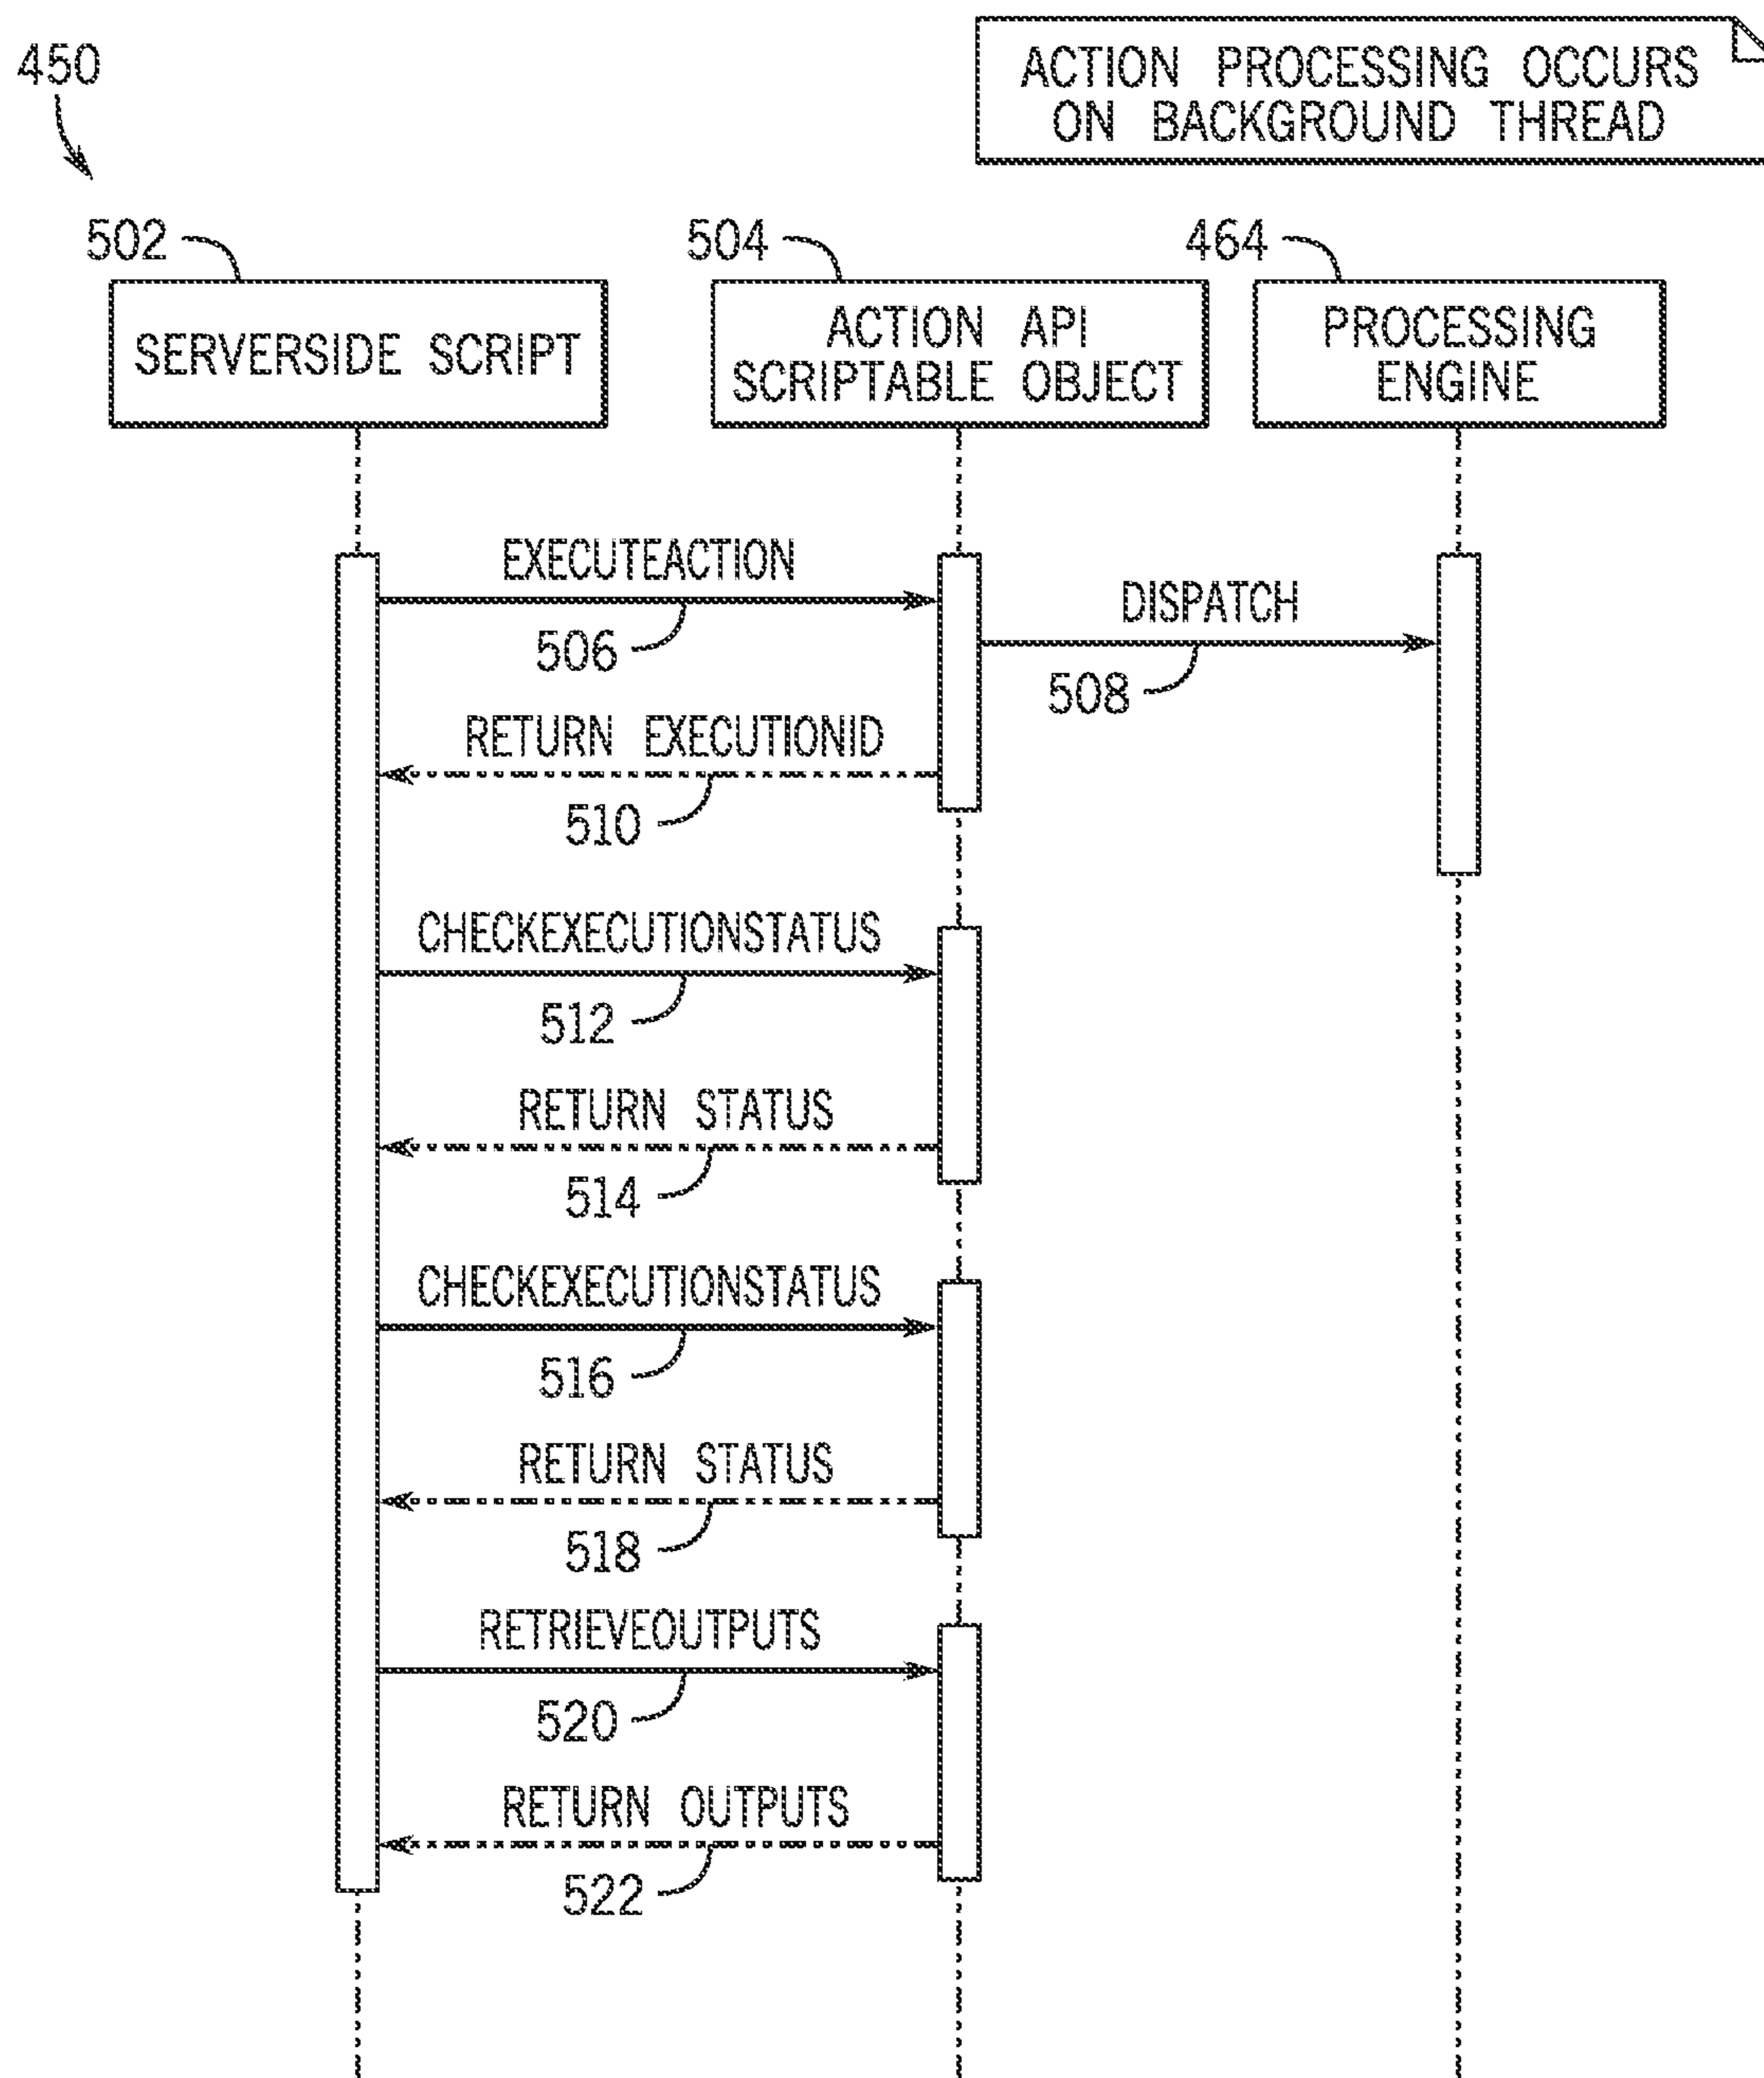 450
ACTION PROCESSING OCCURS
ON BACKGROUND THREAD
502
504
464
SERVERSIDE SCRIPT
ACTION API
SCRIPTABLE OBJECT
PROCESSING
ENGINE
EXECUTEACTION
506
DISPATCH
508
RETURN EXECUTIONID
510
CHECKEXECUTIONSTATUS
512
RETURN STATUS
514
CHECKEXECUTIONSTATUS
516
RETURN STATUS
518
RETRIEVEOUTPUTS
520
RETURN OUTPUTS
522